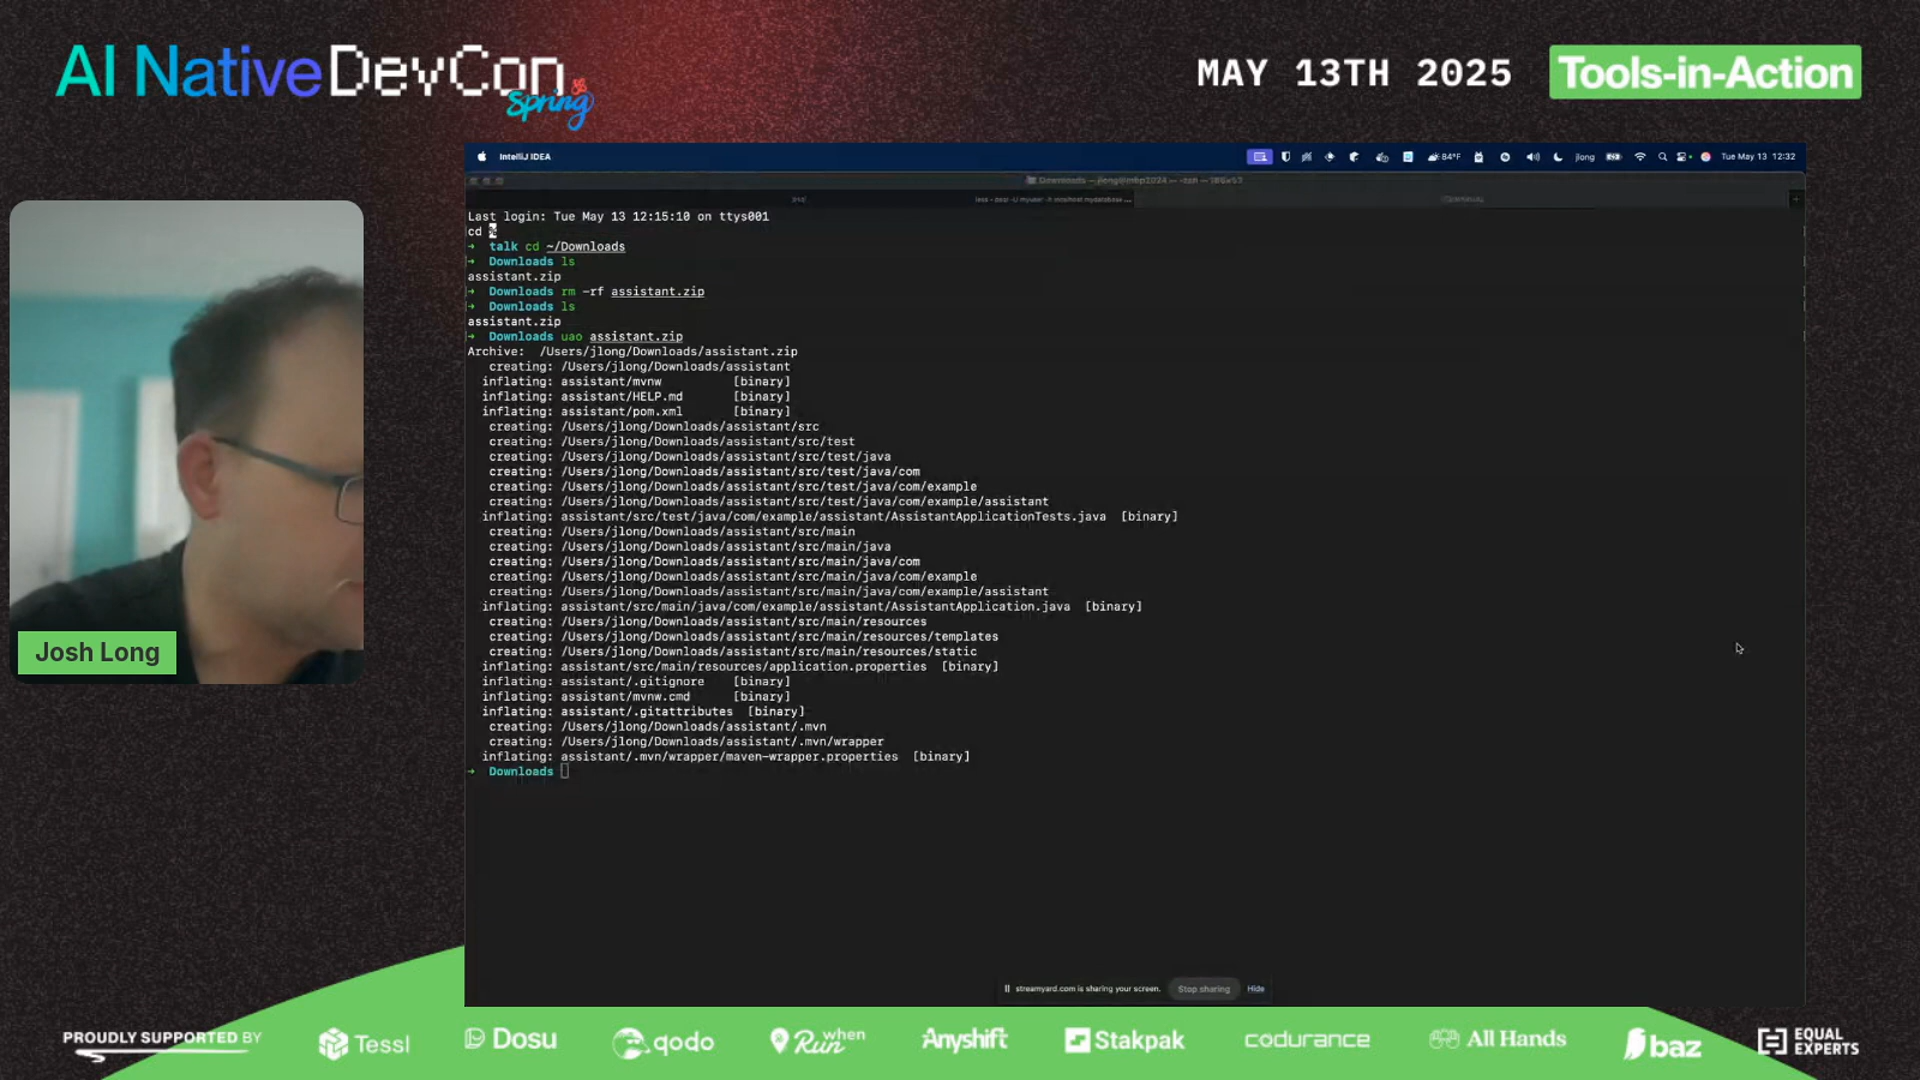 AI Native DevCon
Spring
MAY 13TH 2025
Tools-in-Action
IntelliJ IDEA
84°F
jlong
Tue May 13 12:32
Downloads — jlong@mbp2024 — -zsh — 186x53
Last login: Tue May 13 12:15:10 on ttys001
cd %
→ talk cd ~/Downloads
→ Downloads ls
assistant.zip
→ Downloads rm -rf assistant.zip
→ Downloads ls
assistant.zip
→ Downloads uao assistant.zip
Archive: /Users/jlong/Downloads/assistant.zip
creating: /Users/jlong/Downloads/assistant
inflating: assistant/mvnw [binary]
inflating: assistant/HELP.md [binary]
inflating: assistant/pom.xml [binary]
creating: /Users/jlong/Downloads/assistant/src
creating: /Users/jlong/Downloads/assistant/src/test
creating: /Users/jlong/Downloads/assistant/src/test/java
creating: /Users/jlong/Downloads/assistant/src/test/java/com
creating: /Users/jlong/Downloads/assistant/src/test/java/com/example
creating: /Users/jlong/Downloads/assistant/src/test/java/com/example/assistant
inflating: assistant/src/test/java/com/example/assistant/AssistantApplicationTests.java [binary]
creating: /Users/jlong/Downloads/assistant/src/main
creating: /Users/jlong/Downloads/assistant/src/main/java
creating: /Users/jlong/Downloads/assistant/src/main/java/com
creating: /Users/jlong/Downloads/assistant/src/main/java/com/example
creating: /Users/jlong/Downloads/assistant/src/main/java/com/example/assistant
inflating: assistant/src/main/java/com/example/assistant/AssistantApplication.java [binary]
creating: /Users/jlong/Downloads/assistant/src/main/resources
creating: /Users/jlong/Downloads/assistant/src/main/resources/templates
creating: /Users/jlong/Downloads/assistant/src/main/resources/static
inflating: assistant/src/main/resources/application.properties [binary]
inflating: assistant/.gitignore [binary]
inflating: assistant/mvnw.cmd [binary]
inflating: assistant/.gitattributes [binary]
creating: /Users/jlong/Downloads/assistant/.mvn
creating: /Users/jlong/Downloads/assistant/.mvn/wrapper
inflating: assistant/.mvn/wrapper/maven-wrapper.properties [binary]
→ Downloads
Josh Long
streamyard.com is sharing your screen. Stop sharing Hide
PROUDLY SUPPORTED BY
Tessl
Dosu
qodo
Run when
Anyshift
Stakpak
codurance
All Hands
baz
EQUAL EXPERTS